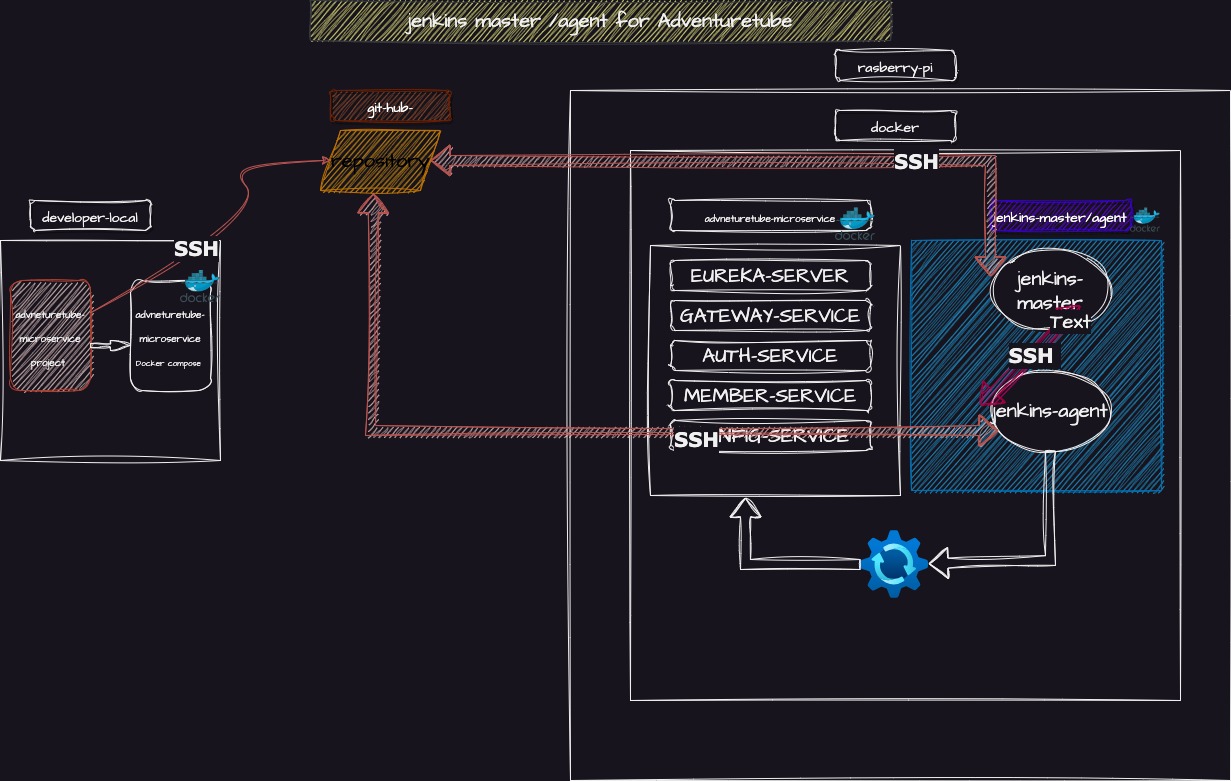 jenkins master /agent for Adventuretube
rasberry-pi
git-hub-
docker
repository
SSH
developer-local
advneturetube-microservice
docker
jenkins-master/agent
docker
SSH
EUREKA-SERVER
GATEWAY-SERVICE
AUTH-SERVICE
MEMBER-SERVICE
SSH
NFIG-SERVICE
jenkins-
master
Text
SSH
jenkins-agent
docker
advneturetube-
microservice
project
advneturetube-
microservice
Docker compose